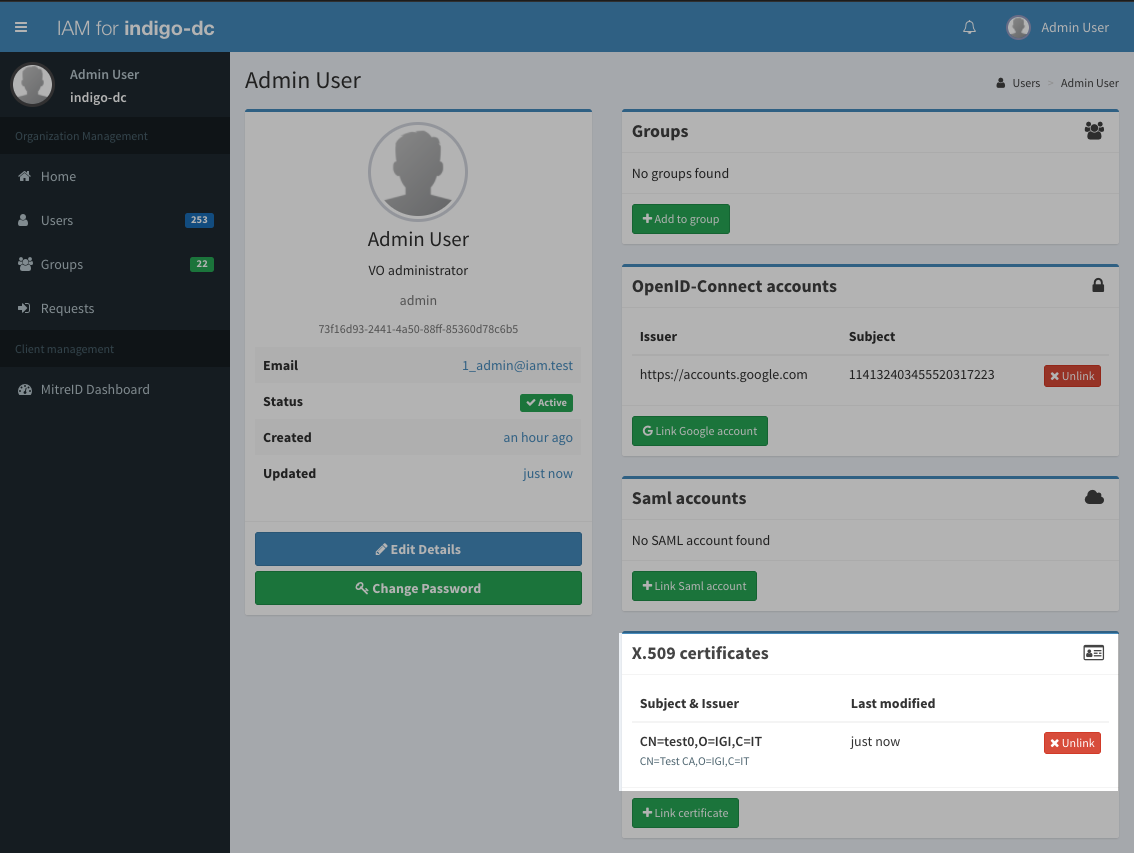 IAM for indigo-dc
Admin User
Admin User
indigo-dc
Organization Management
Home
Users 253
Groups 22
Requests
Client management
MitreID Dashboard
Admin User
Users > Admin User
Admin User
VO administrator
admin
73f16d93-2441-4a50-88ff-85360d78c6b5
Email 1_admin@iam.test
Status Active
Created an hour ago
Updated just now
Edit Details
Change Password
Groups
No groups found
Add to group
OpenID-Connect accounts
Issuer Subject
https://accounts.google.com 114132403455520317223 Unlink
Link Google account
Saml accounts
No SAML account found
Link Saml account
X.509 certificates
Subject & Issuer Last modified
CN=test0,O=IGI,C=IT just now Unlink
CN=Test CA,O=IGI,C=IT
Link certificate